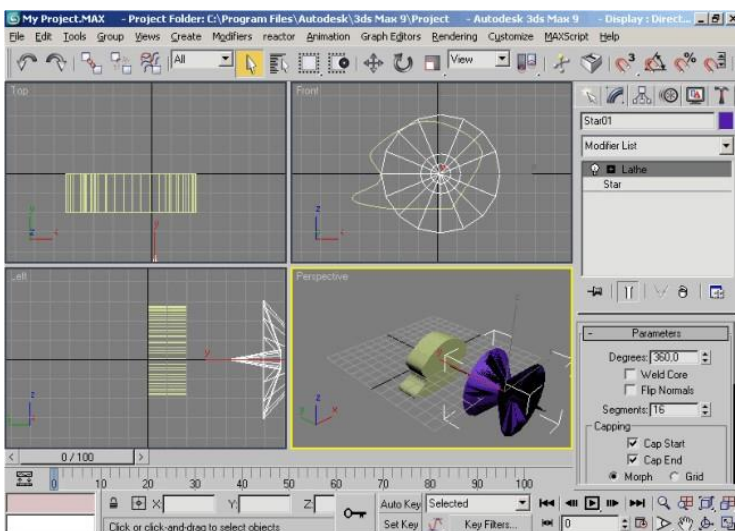 My Project.MAX - Project Folder: C:\Program Files\Autodesk\3ds Max 9\Project - Autodesk 3ds Max 9 - Display : Direct...
File Edit Tools Group Views Create Modifiers reactor Animation Graph Editors Rendering Customize MAXScript Help
All View 3 %
Top Front
Star01
Modifier List
Lathe
Star
y x z
x z y
Left Perspective
Parameters
Degrees: 360,0
Weld Core
Flip Normals
Segments: 16
Capping
Cap Start
Cap End
Morph Grid
0 / 100
0 10 20 30 40 50 60 70 80 90 100
X: Y: Z: Auto Key Selected
Click or click-and-drag to select objects Set Key Key Filters... 0